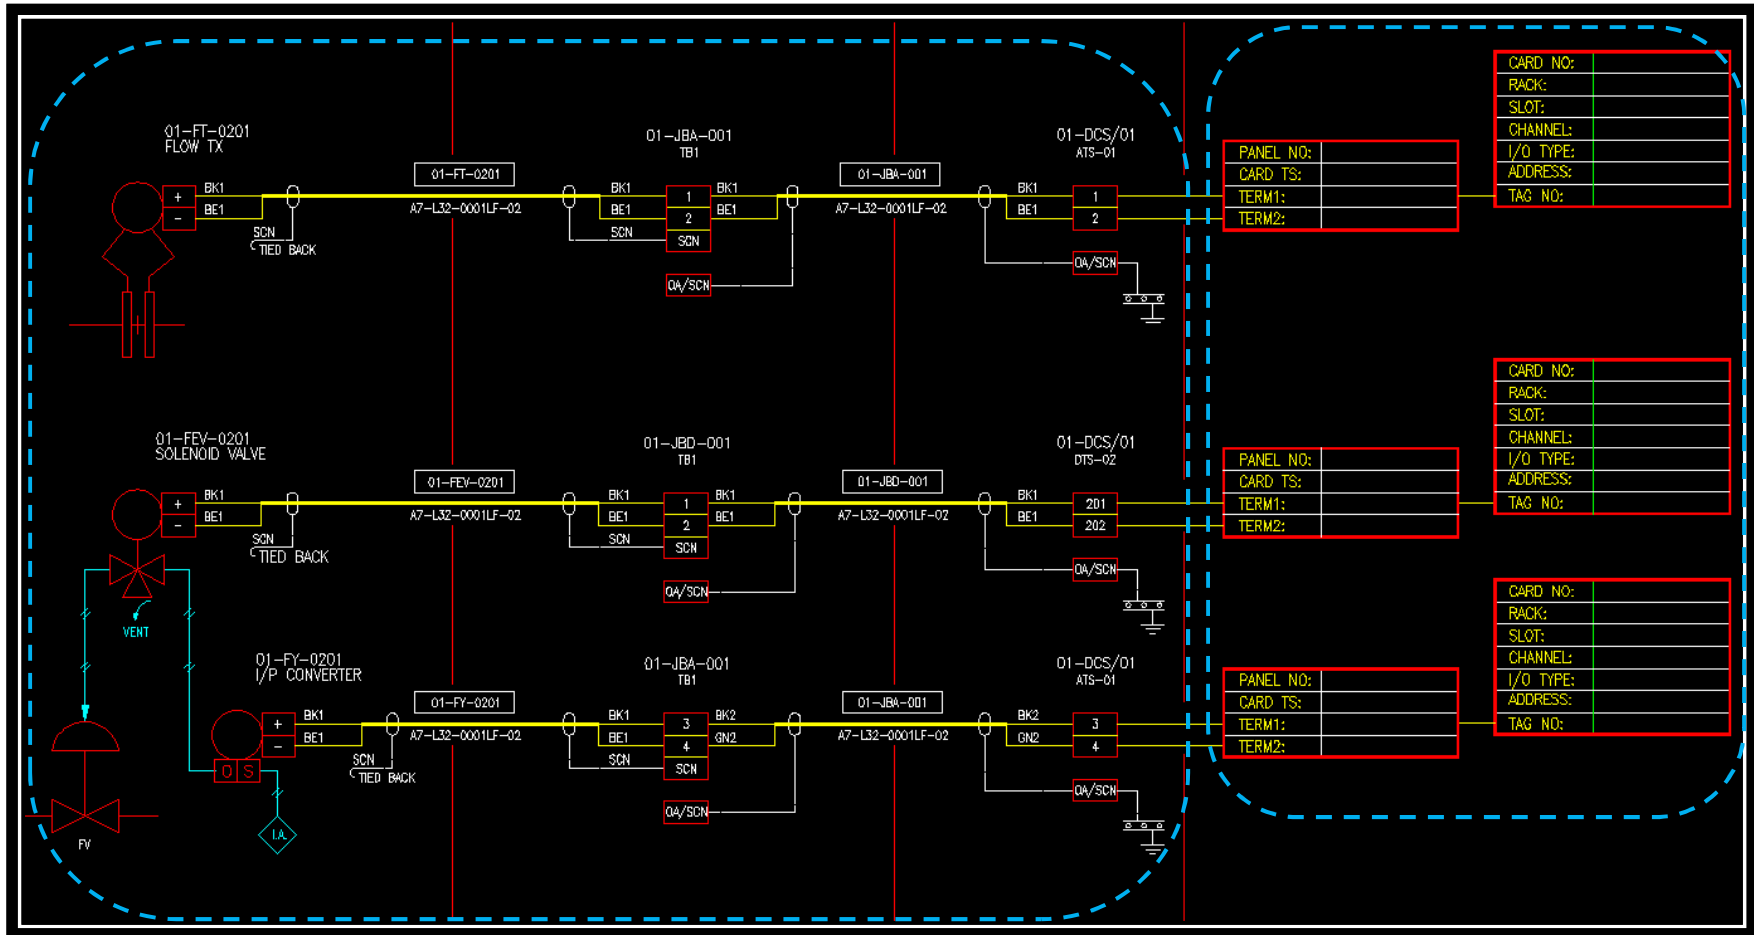 01-FT-0201
FLOW TX
+
-
BK1
BE1
SCN
TIED BACK
01-FT-0201
A7-L32-0001LF-02
BK1
BE1
SCN
01-JBA-001
TB1
1
2
SCN
BK1
BE1
OA/SCN
01-JBA-001
A7-L32-0001LF-02
BK1
BE1
01-DCS/01
ATS-01
1
2
OA/SCN
PANEL NO:
CARD TS:
TERM1:
TERM2:
CARD NO:
RACK:
SLOT:
CHANNEL:
I/O TYPE:
ADDRESS:
TAG NO:
01-FEV-0201
SOLENOID VALVE
+
-
BK1
BE1
SCN
TIED BACK
VENT
01-FEV-0201
A7-L32-0001LF-02
BK1
BE1
SCN
01-JBD-001
TB1
1
2
SCN
BK1
BE1
OA/SCN
01-JBD-001
A7-L32-0001LF-02
BK1
BE1
01-DCS/01
DTS-02
201
202
OA/SCN
PANEL NO:
CARD TS:
TERM1:
TERM2:
CARD NO:
RACK:
SLOT:
CHANNEL:
I/O TYPE:
ADDRESS:
TAG NO:
01-FY-0201
I/P CONVERTER
+
-
O S
BK1
BE1
SCN
TIED BACK
I.A.
FV
01-FY-0201
A7-L32-0001LF-02
BK1
BE1
SCN
01-JBA-001
TB1
3
4
SCN
BK2
GN2
OA/SCN
01-JBA-001
A7-L32-0001LF-02
BK2
GN2
01-DCS/01
ATS-01
3
4
OA/SCN
PANEL NO:
CARD TS:
TERM1:
TERM2:
CARD NO:
RACK:
SLOT:
CHANNEL:
I/O TYPE:
ADDRESS:
TAG NO: